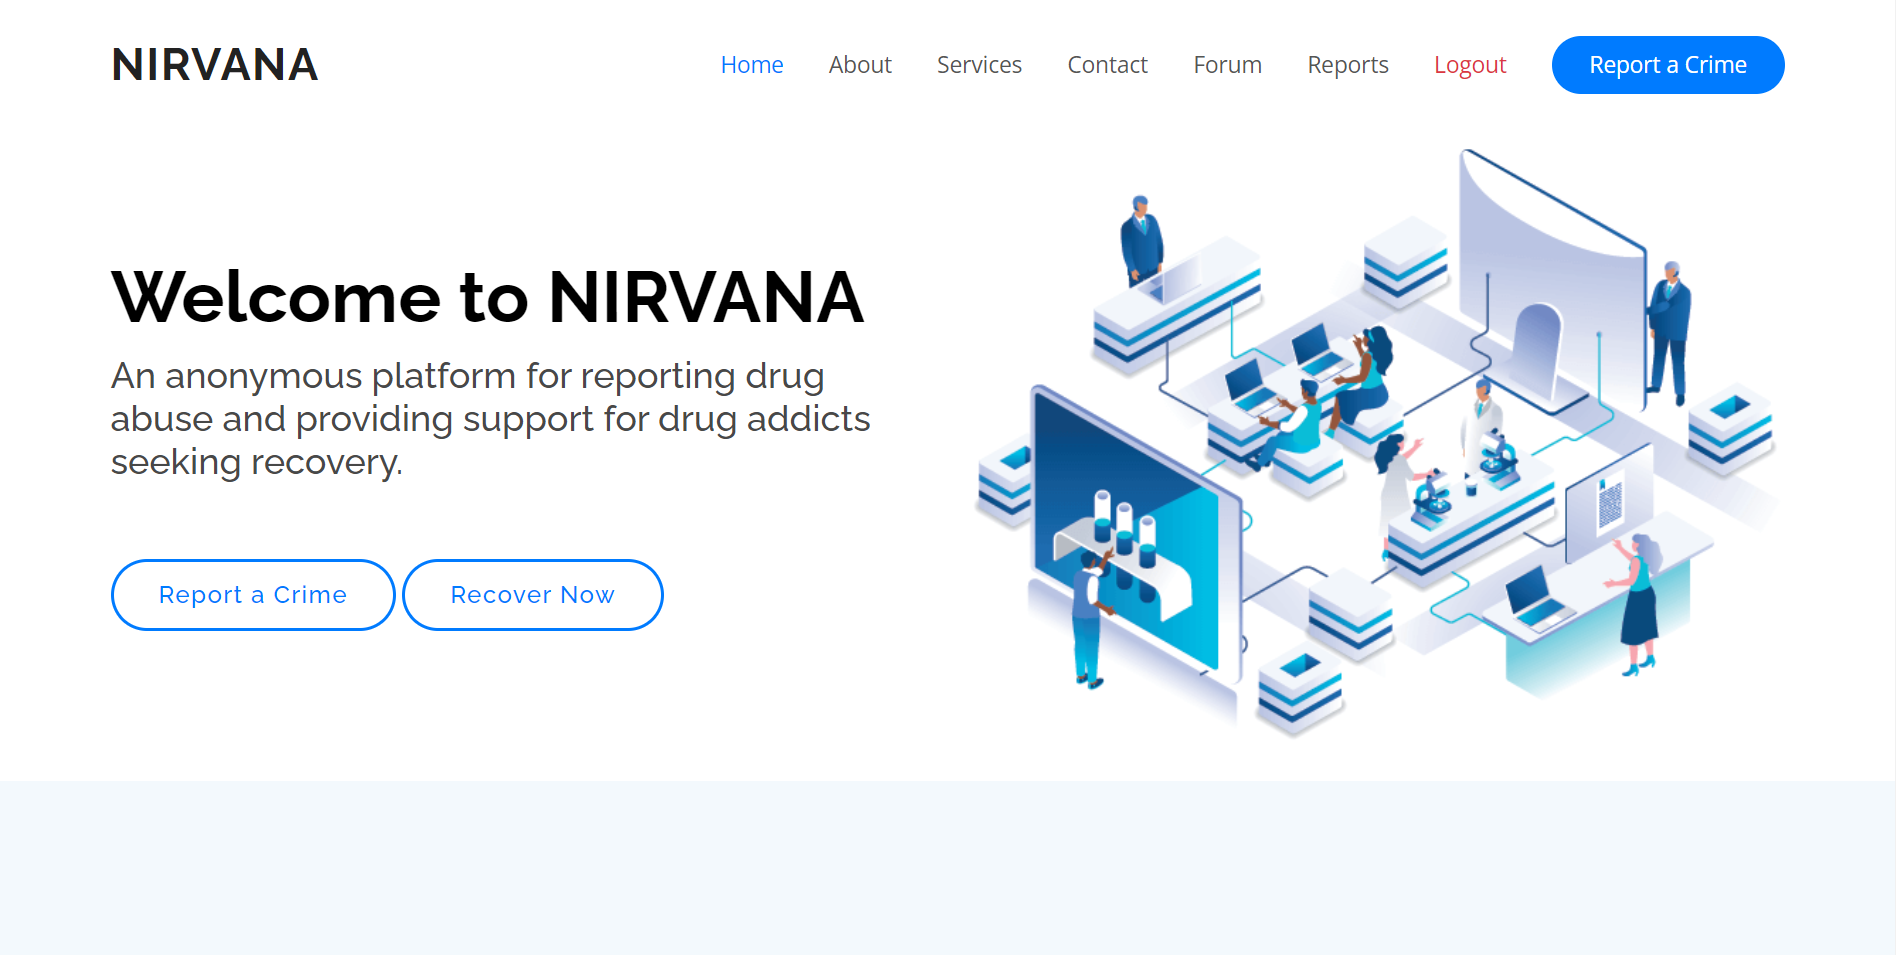 NIRVANA
Home
About
Services
Contact
Forum
Reports
Logout
Report a Crime
Welcome to NIRVANA
An anonymous platform for reporting drug
abuse and providing support for drug addicts
seeking recovery.
Report a Crime
Recover Now